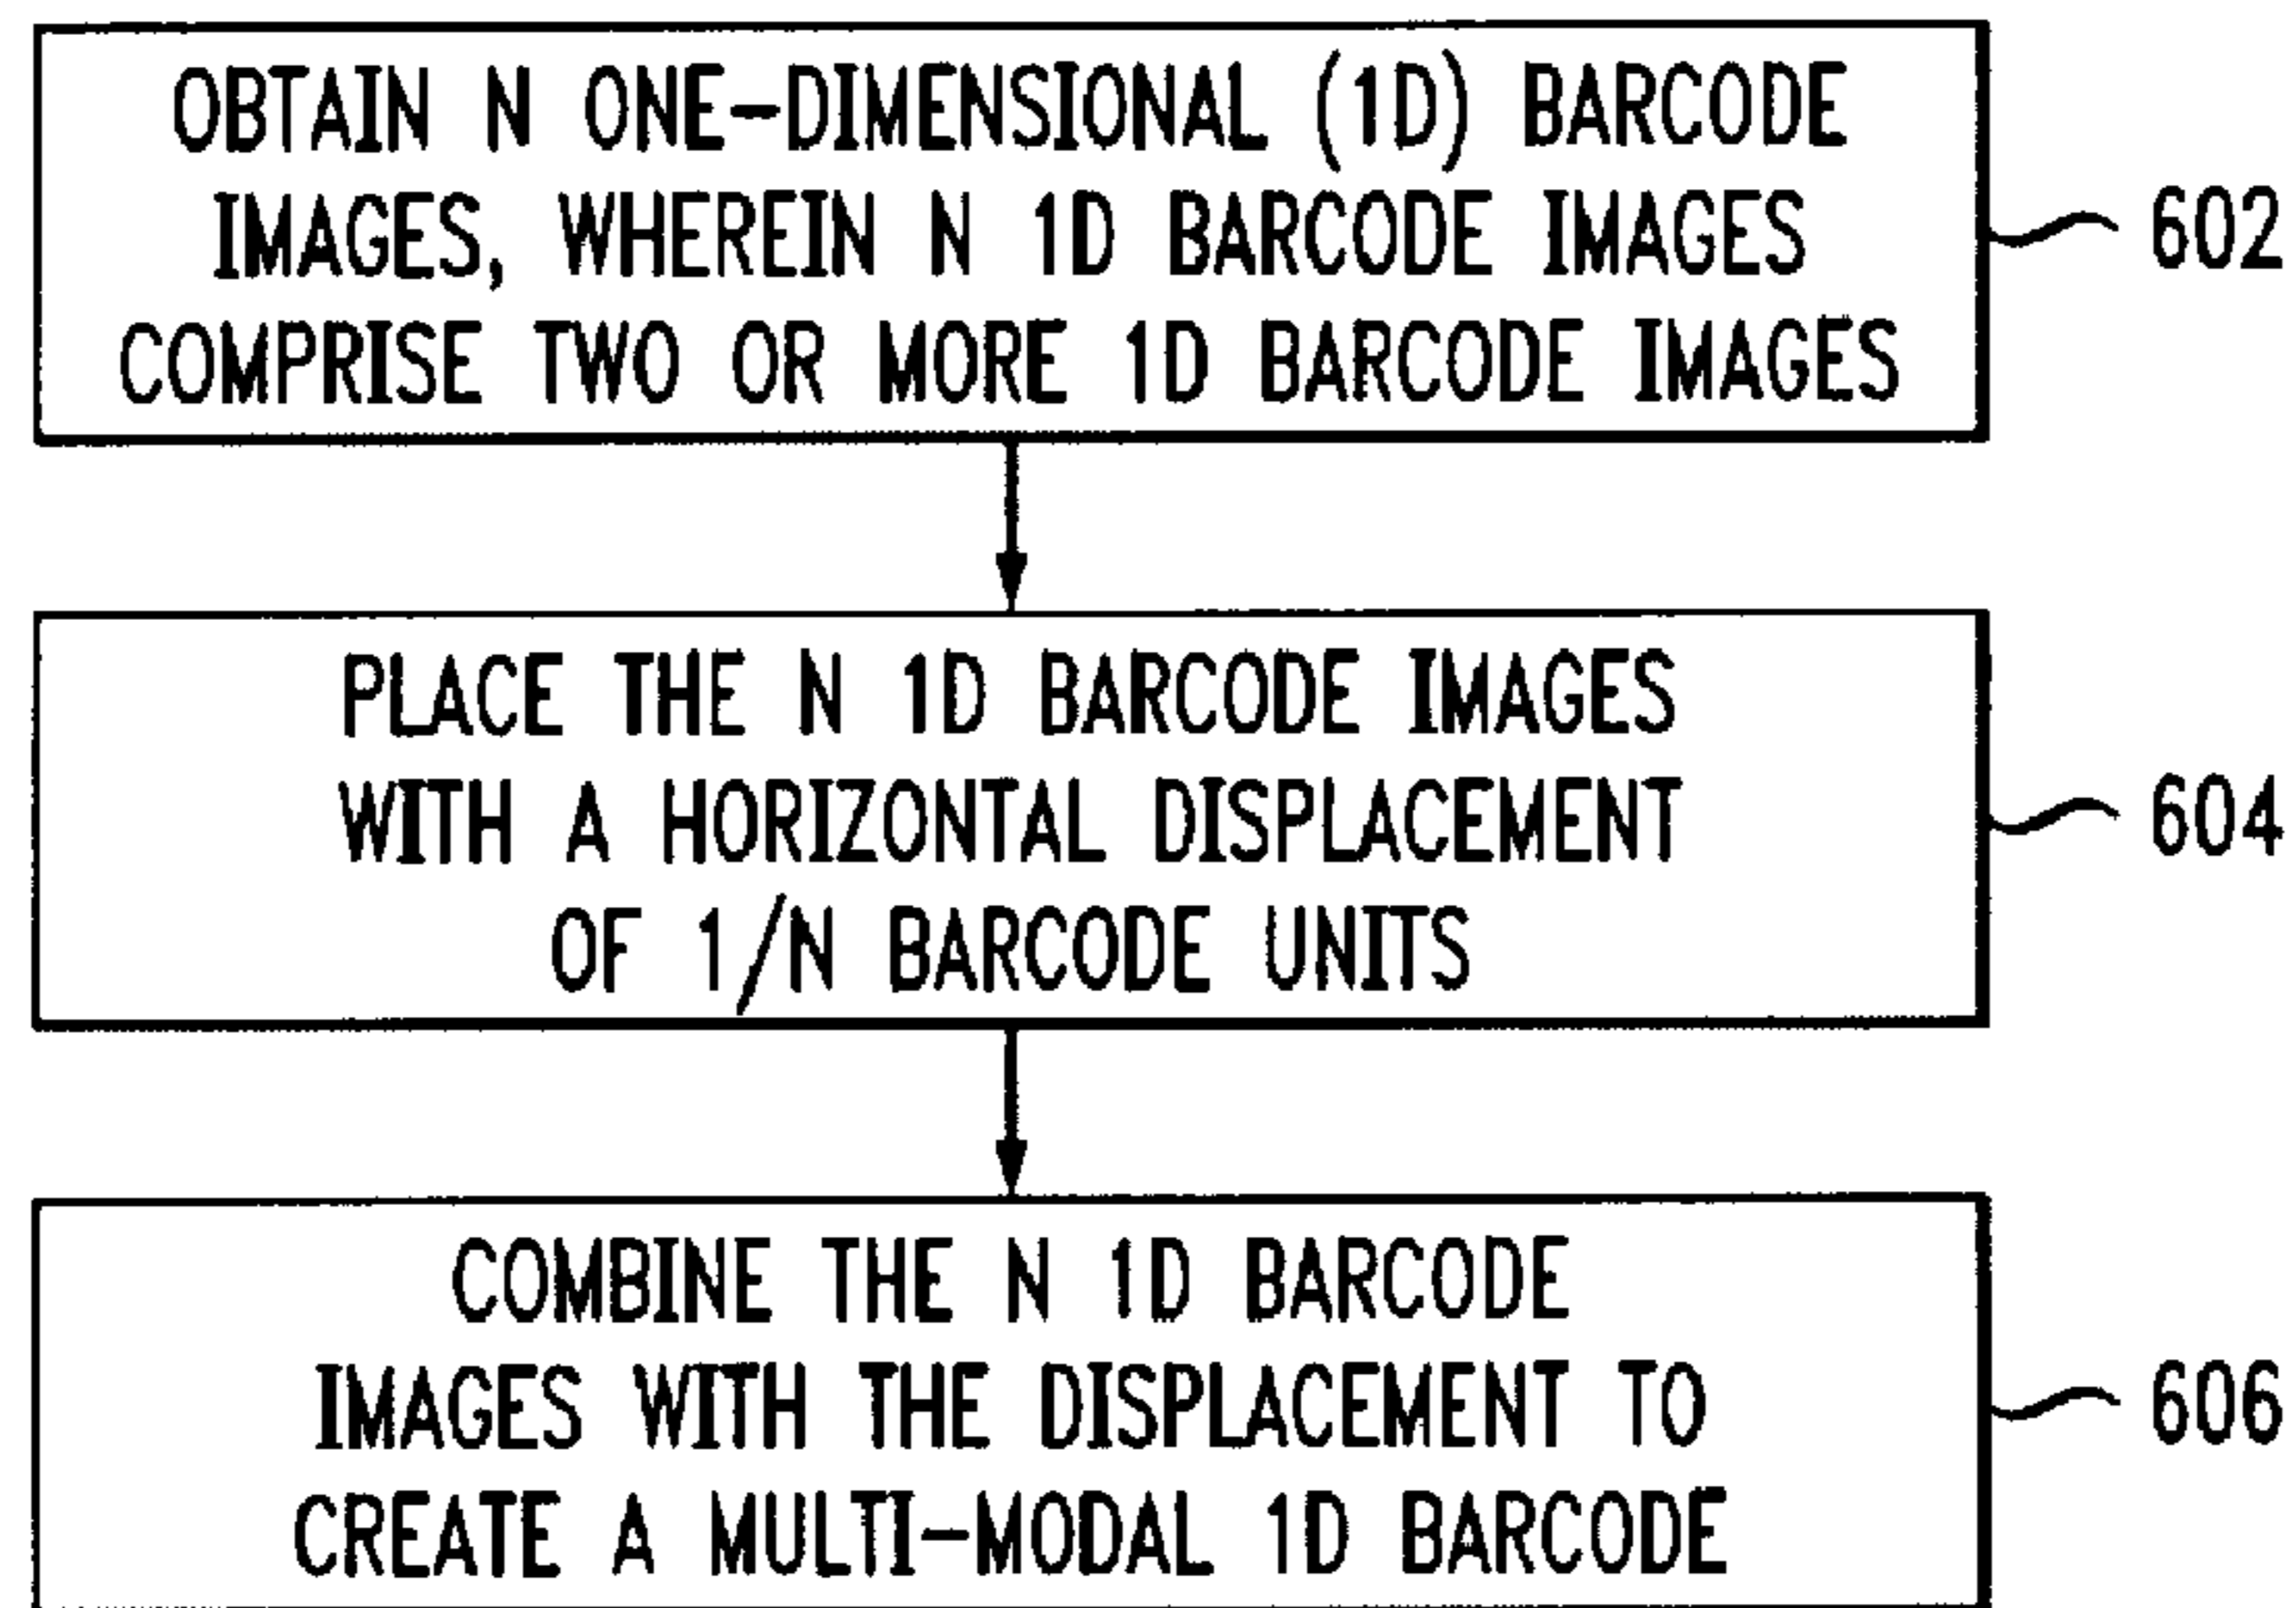 OBTAIN N ONE-DIMENSIONAL (1D) BARCODE
IMAGES, WHEREIN N 1D BARCODE IMAGES
COMPRISE TWO OR MORE 1D BARCODE IMAGES
602
PLACE THE N 1D BARCODE IMAGES
WITH A HORIZONTAL DISPLACEMENT
OF 1/N BARCODE UNITS
604
COMBINE THE N 1D BARCODE
IMAGES WITH THE DISPLACEMENT TO
CREATE A MULTI-MODAL 1D BARCODE
606